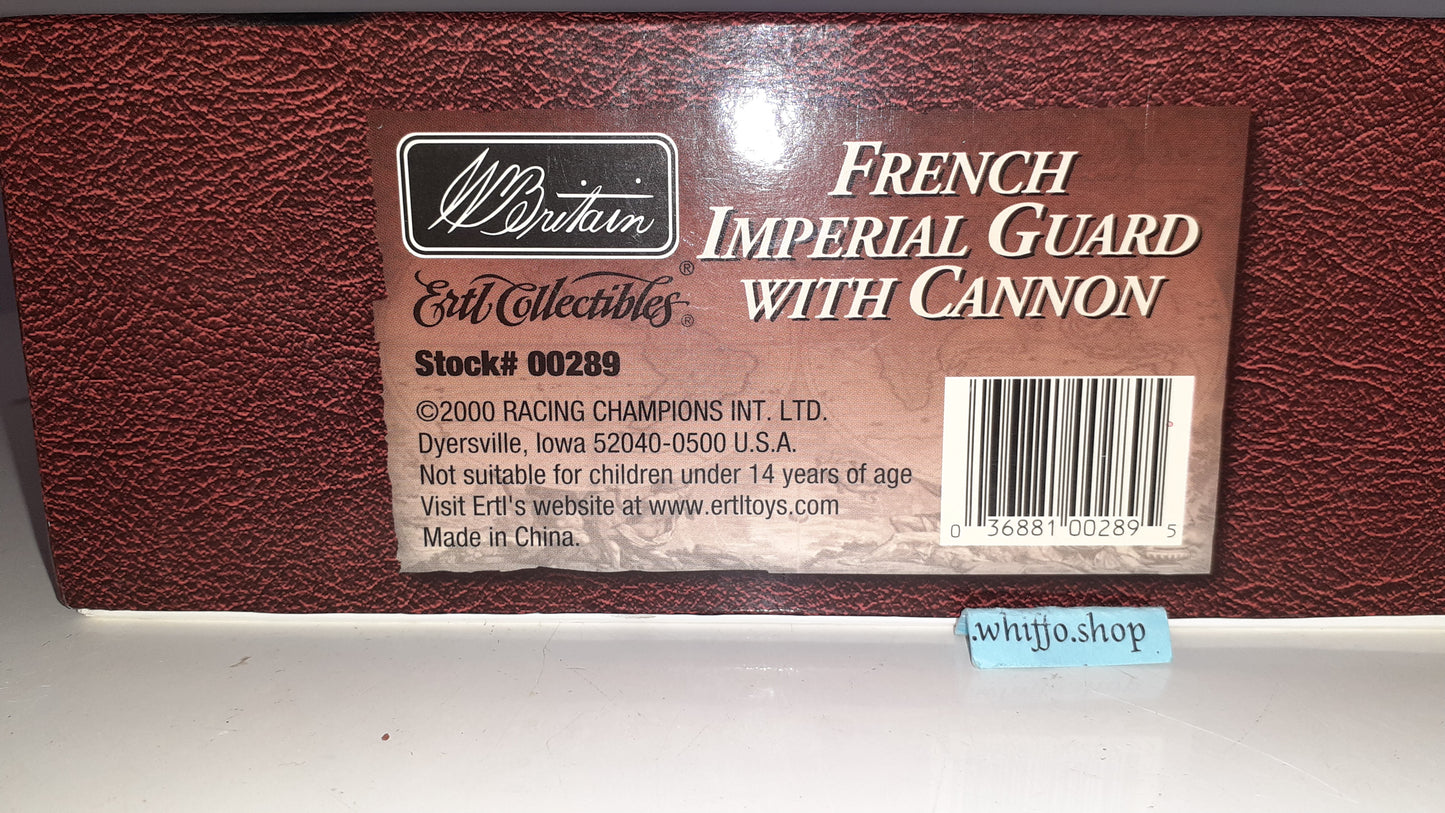 W Britain ®
Ertl Collectibles ®
FRENCH
IMPERIAL GUARD
WITH CANNON
Stock# 00289
©2000 RACING CHAMPIONS INT. LTD.
Dyersville, Iowa 52040-0500 U.S.A.
Not suitable for children under 14 years of age
Visit Ertl's website at www.ertltoys.com
Made in China.
0 36881 00289 5
.whiffo.shop